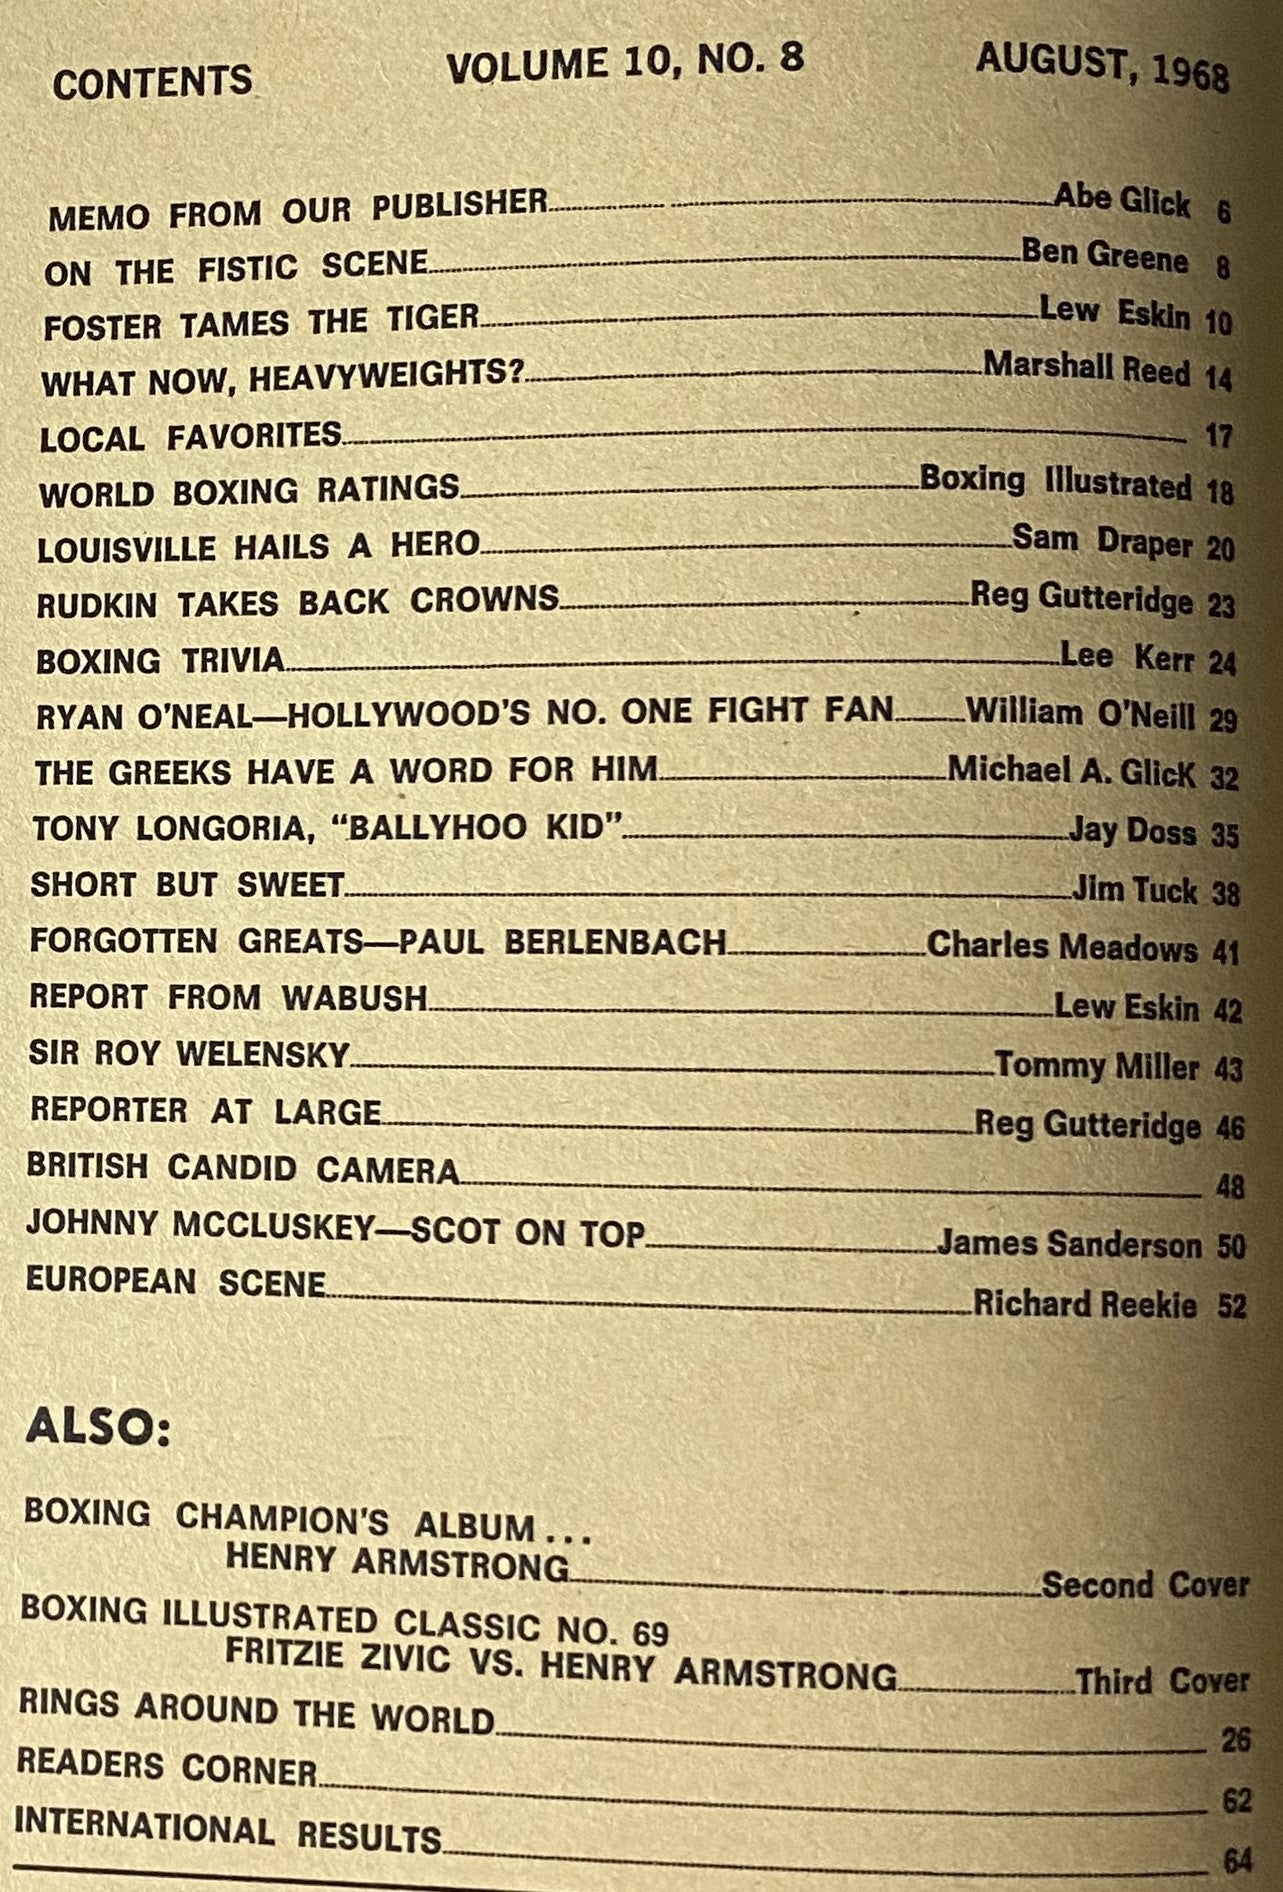 CONTENTS VOLUME 10, NO. 8 AUGUST, 1968
MEMO FROM OUR PUBLISHER Abe Glick 6
ON THE FISTIC SCENE Ben Greene 8
FOSTER TAMES THE TIGER Lew Eskin 10
WHAT NOW, HEAVYWEIGHTS? Marshall Reed 14
LOCAL FAVORITES 17
WORLD BOXING RATINGS Boxing Illustrated 18
LOUISVILLE HAILS A HERO Sam Draper 20
RUDKIN TAKES BACK CROWNS Reg Gutteridge 23
BOXING TRIVIA Lee Kerr 24
RYAN O'NEAL—HOLLYWOOD'S NO. ONE FIGHT FAN William O'Neill 29
THE GREEKS HAVE A WORD FOR HIM Michael A. GlicK 32
TONY LONGORIA, “BALLYHOO KID” Jay Doss 35
SHORT BUT SWEET Jim Tuck 38
FORGOTTEN GREATS—PAUL BERLENBACH Charles Meadows 41
REPORT FROM WABUSH Lew Eskin 42
SIR ROY WELENSKY Tommy Miller 43
REPORTER AT LARGE Reg Gutteridge 46
BRITISH CANDID CAMERA 48
JOHNNY MCCLUSKEY—SCOT ON TOP James Sanderson 50
EUROPEAN SCENE Richard Reekie 52
ALSO:
BOXING CHAMPION'S ALBUM ...
HENRY ARMSTRONG Second Cover
BOXING ILLUSTRATED CLASSIC NO. 69
FRITZIE ZIVIC VS. HENRY ARMSTRONG Third Cover
RINGS AROUND THE WORLD 26
READERS CORNER 62
INTERNATIONAL RESULTS 64